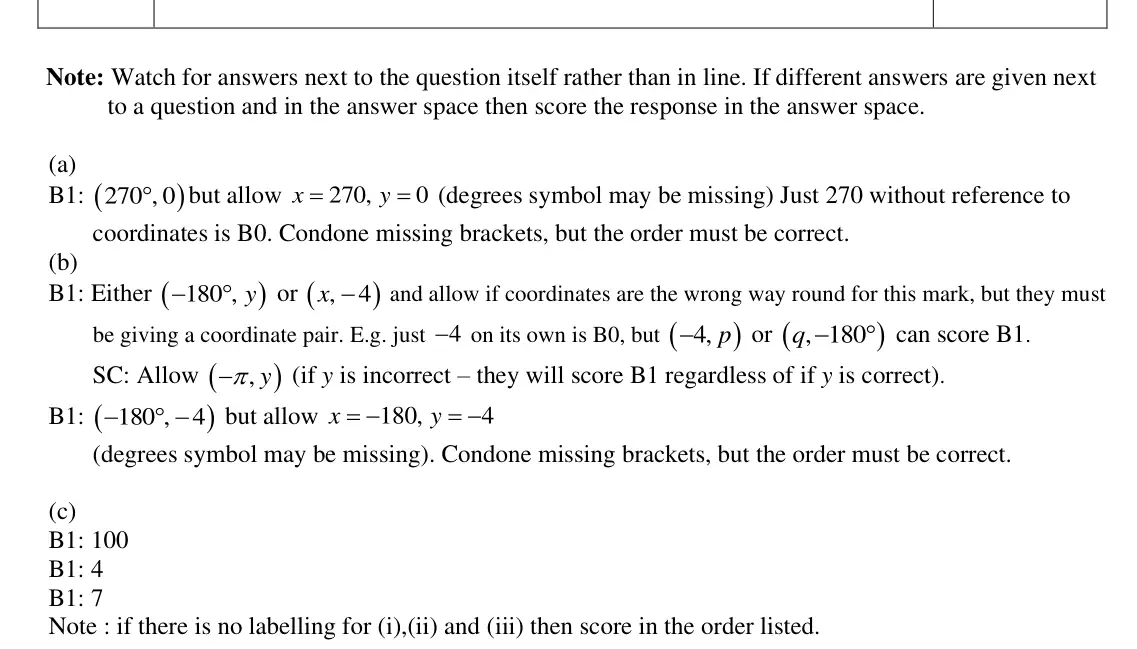 Note: Watch for answers next to the question itself rather than in line. If different answers are given next
to a question and in the answer space then score the response in the answer space.
(a)
B1: (270°, 0) but allow x = 270, y = 0 (degrees symbol may be missing) Just 270 without reference to
coordinates is B0. Condone missing brackets, but the order must be correct.
(b)
B1: Either (−180°, y) or (x, −4) and allow if coordinates are the wrong way round for this mark, but they must
be giving a coordinate pair. E.g. just −4 on its own is B0, but (−4, p) or (q, −180°) can score B1.
SC: Allow (−π, y) (if y is incorrect – they will score B1 regardless of if y is correct).
B1: (−180°, −4) but allow x = −180, y = −4
(degrees symbol may be missing). Condone missing brackets, but the order must be correct.
(c)
B1: 100
B1: 4
B1: 7
Note : if there is no labelling for (i),(ii) and (iii) then score in the order listed.